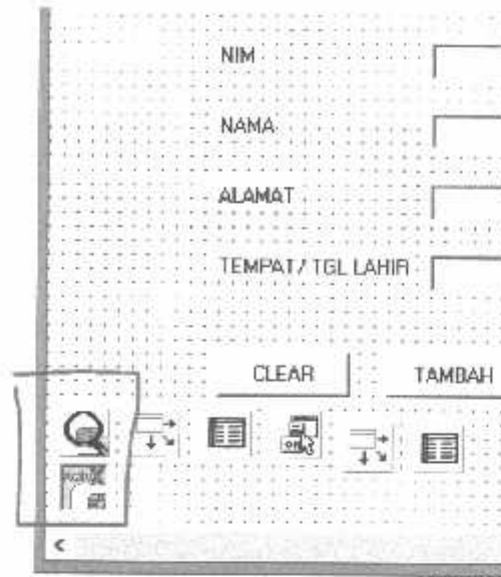 NIM
NAMA
ALAMAT
TEMPAT / TGL LAHIR
CLEAR TAMBAH